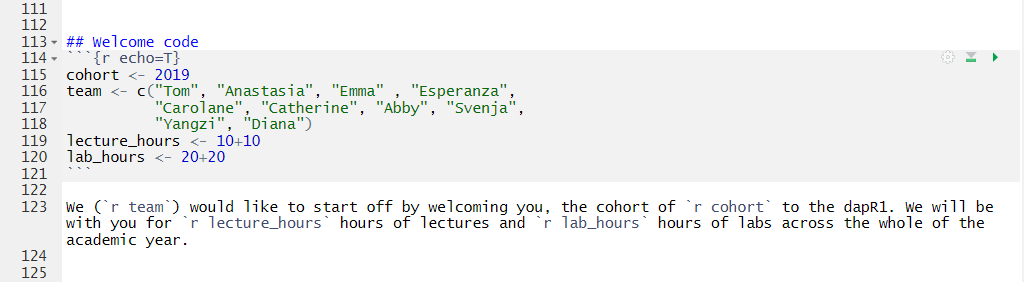 111
112
113 ## Welcome code
114 ```{r echo=T}
115 cohort <- 2019
116 team <- c("Tom", "Anastasia", "Emma" , "Esperanza",
117 "Carolane", "Catherine", "Abby", "Svenja",
118 "Yangzi", "Diana")
119 lecture_hours <- 10+10
120 lab_hours <- 20+20
121 ```
122
123 We (`r team`) would like to start off by welcoming you, the cohort of `r cohort` to the dapR1. We will be
with you for `r lecture_hours` hours of lectures and `r lab_hours` hours of labs across the whole of the
academic year.
124
125